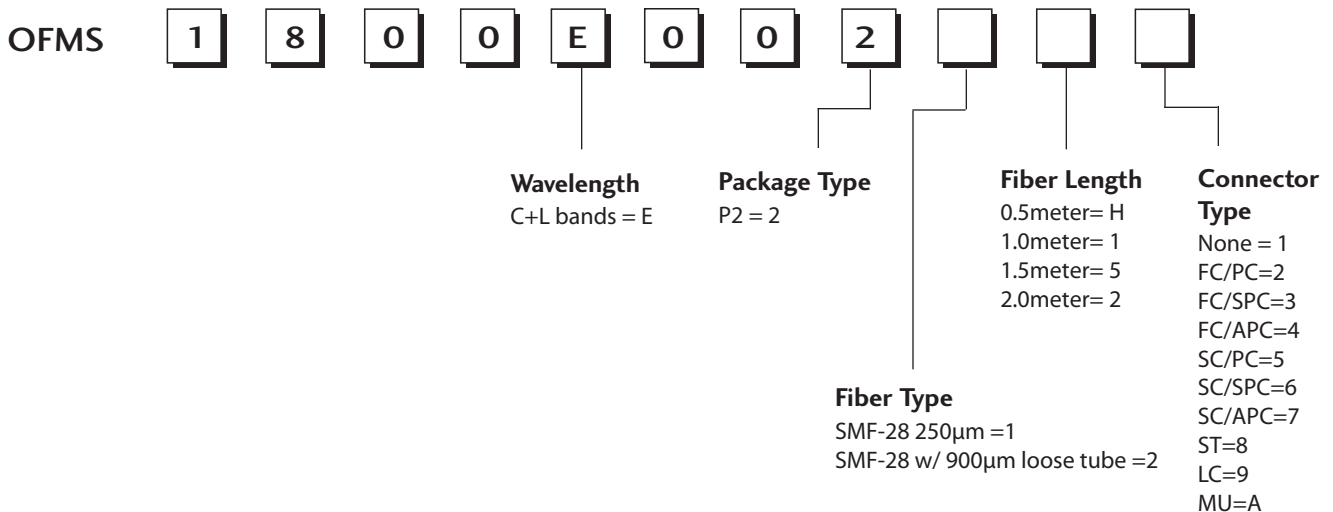 OFMS 1 8 0 0 E 0 0 2
Wavelength
C+L bands = E
Package Type
P2 = 2
Fiber Length
0.5meter= H
1.0meter= 1
1.5meter= 5
2.0meter= 2
Connector
Type
None = 1
FC/PC=2
FC/SPC=3
FC/APC=4
SC/PC=5
SC/SPC=6
SC/APC=7
ST=8
LC=9
MU=A
Fiber Type
SMF-28 250µm =1
SMF-28 w/ 900µm loose tube =2